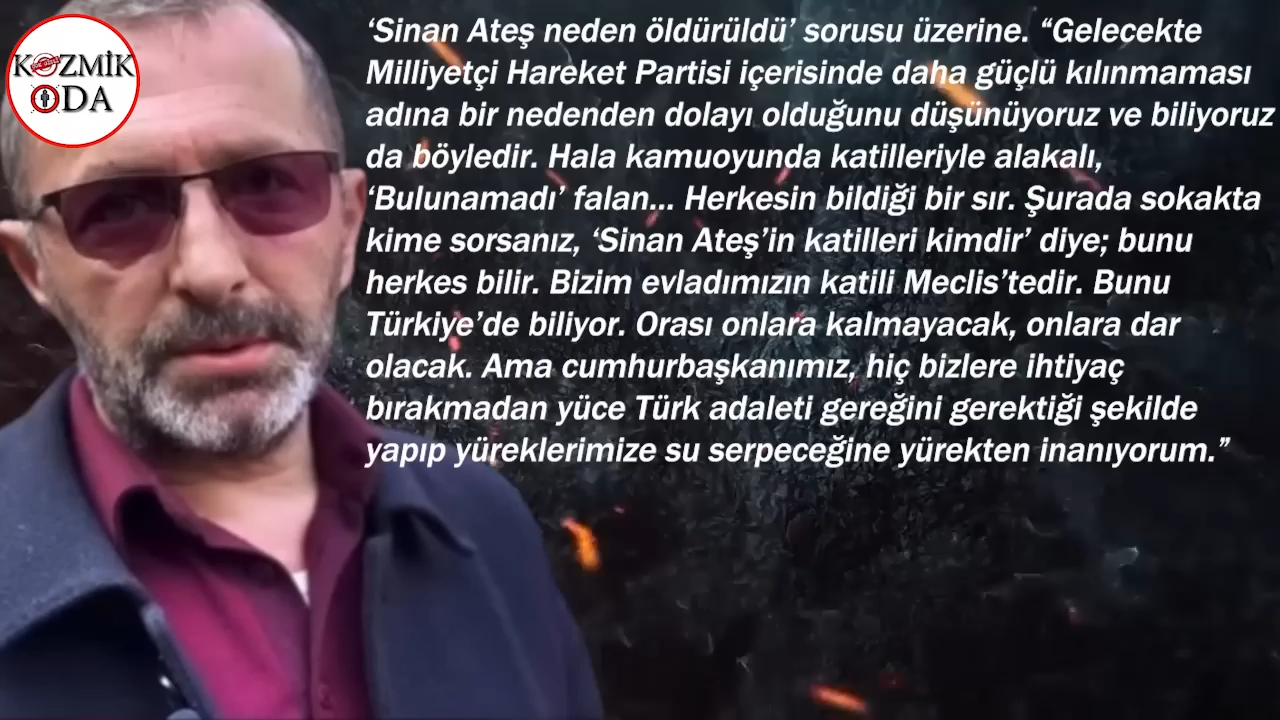 KOZMİK
ODA
‘Sinan Ateş neden öldürüldü’ sorusu üzerine. “Gelecekte
Milliyetçi Hareket Partisi içerisinde daha güçlü kılınmaması
adına bir nedenden dolayı olduğunu düşünüyoruz ve biliyoruz
da böyledir. Hala kamuoyunda katilleriyle alakalı,
‘Bulunamadı’ falan... Herkesin bildiği bir sır. Şurada sokakta
kime sorsanız, ‘Sinan Ateş’in katilleri kimdir’ diye; bunu
herkes bilir. Bizim evladımızın katili Meclis’tedir. Bunu
Türkiye’de biliyor. Orası onlara kalmayacak, onlara dar
olacak. Ama cumhurbaşkanımız, hiç bizlere ihtiyaç
bırakmadan yüce Türk adaleti gereğini gerektiği şekilde
yapıp yüreklerimize su serpeceğine yürekten inanıyorum.”